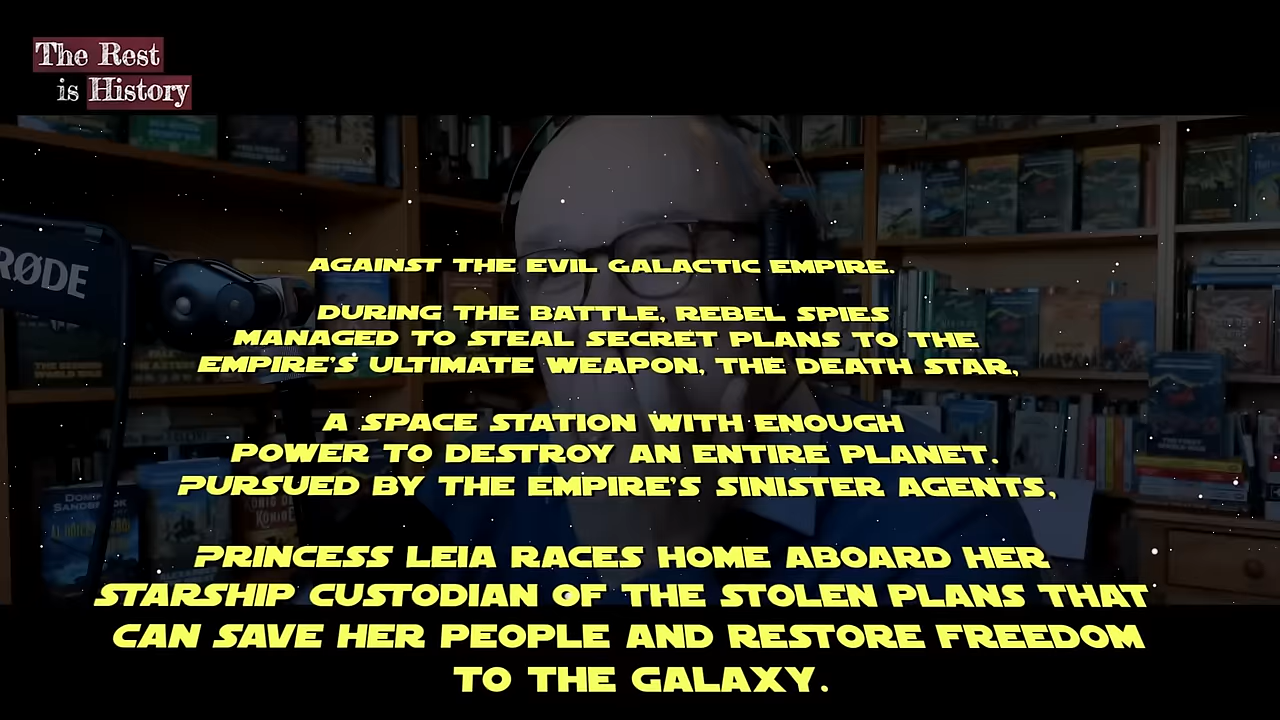 The Rest
is History
RØDE
AGAINST THE EVIL GALACTIC EMPIRE.
DURING THE BATTLE, REBEL SPIES
MANAGED TO STEAL SECRET PLANS TO THE
EMPIRE'S ULTIMATE WEAPON, THE DEATH STAR,
A SPACE STATION WITH ENOUGH
POWER TO DESTROY AN ENTIRE PLANET.
PURSUED BY THE EMPIRE'S SINISTER AGENTS,
PRINCESS LEIA RACES HOME ABOARD HER
STARSHIP CUSTODIAN OF THE STOLEN PLANS THAT
CAN SAVE HER PEOPLE AND RESTORE FREEDOM
TO THE GALAXY.